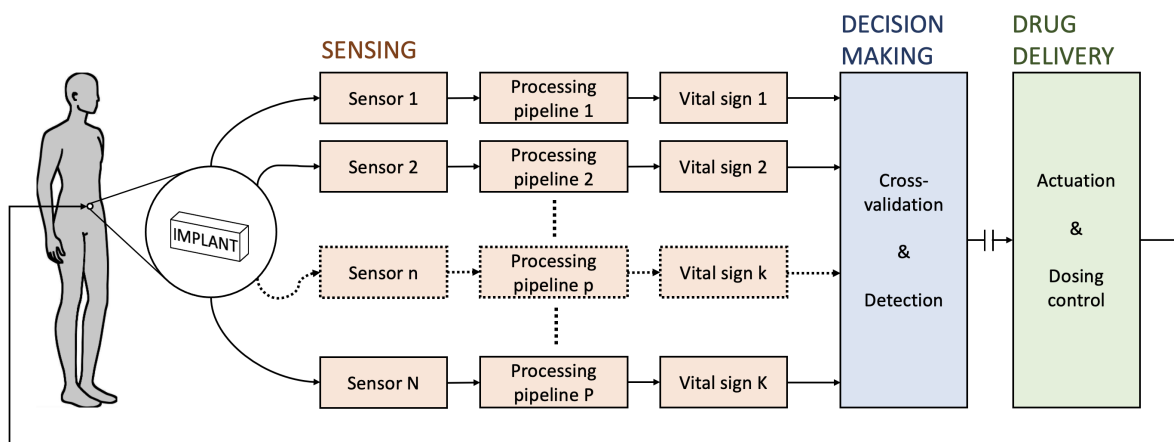 SENSING
DECISION
MAKING
DRUG
DELIVERY
Sensor 1
Processing
pipeline 1
Vital sign 1
Sensor 2
Processing
pipeline 2
Vital sign 2
IMPLANT
Sensor n
Processing
pipeline p
Vital sign k
Sensor N
Processing
pipeline P
Vital sign K
Cross-
validation
&
Detection
Actuation
&
Dosing
control